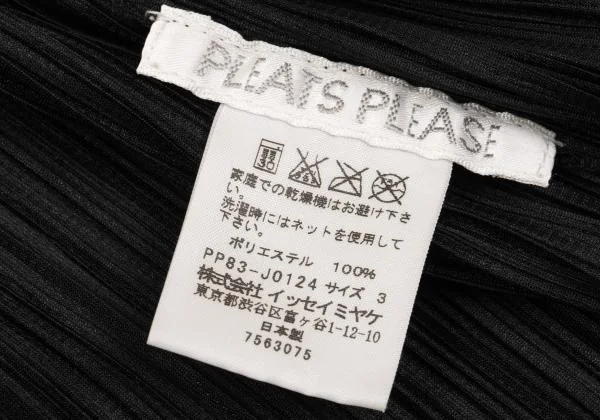 PLEATS PLEASE
家庭での乾燥機はお避け下さ
い。
洗濯時にはネットを使用して
下さい。
ポリエステル 100%
PP83-J0124 サイズ 3
株式会社 イッセイミヤケ
東京都渋谷区富ヶ谷1-12-10
日本製
7563075